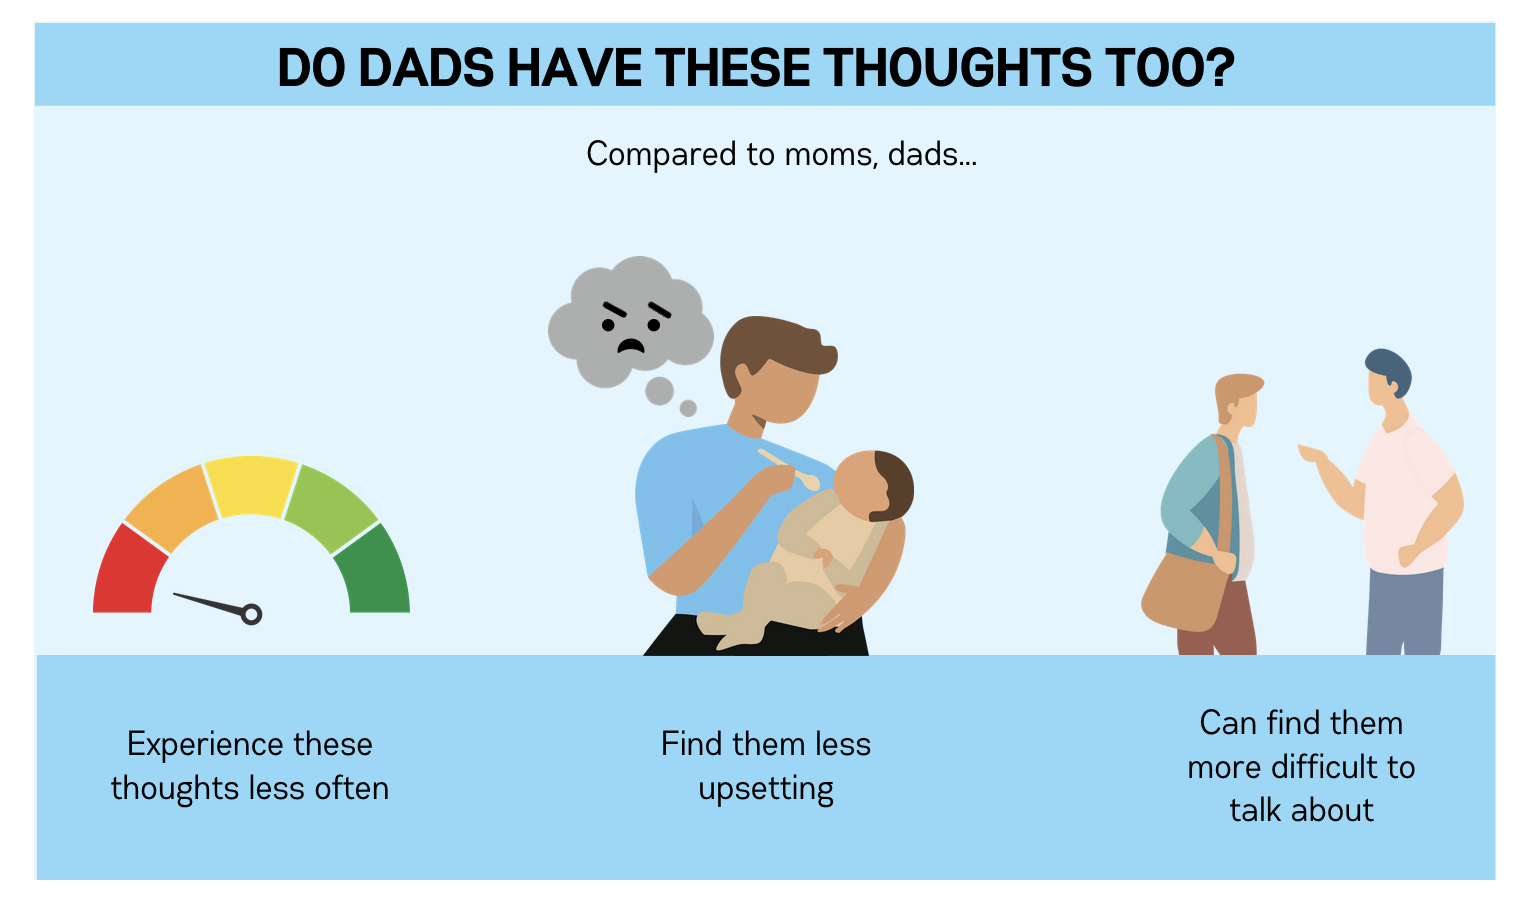 DO DADS HAVE THESE THOUGHTS TOO?
Compared to moms, dads...
Experience these
thoughts less often
Find them less
upsetting
Can find them
more difficult to
talk about